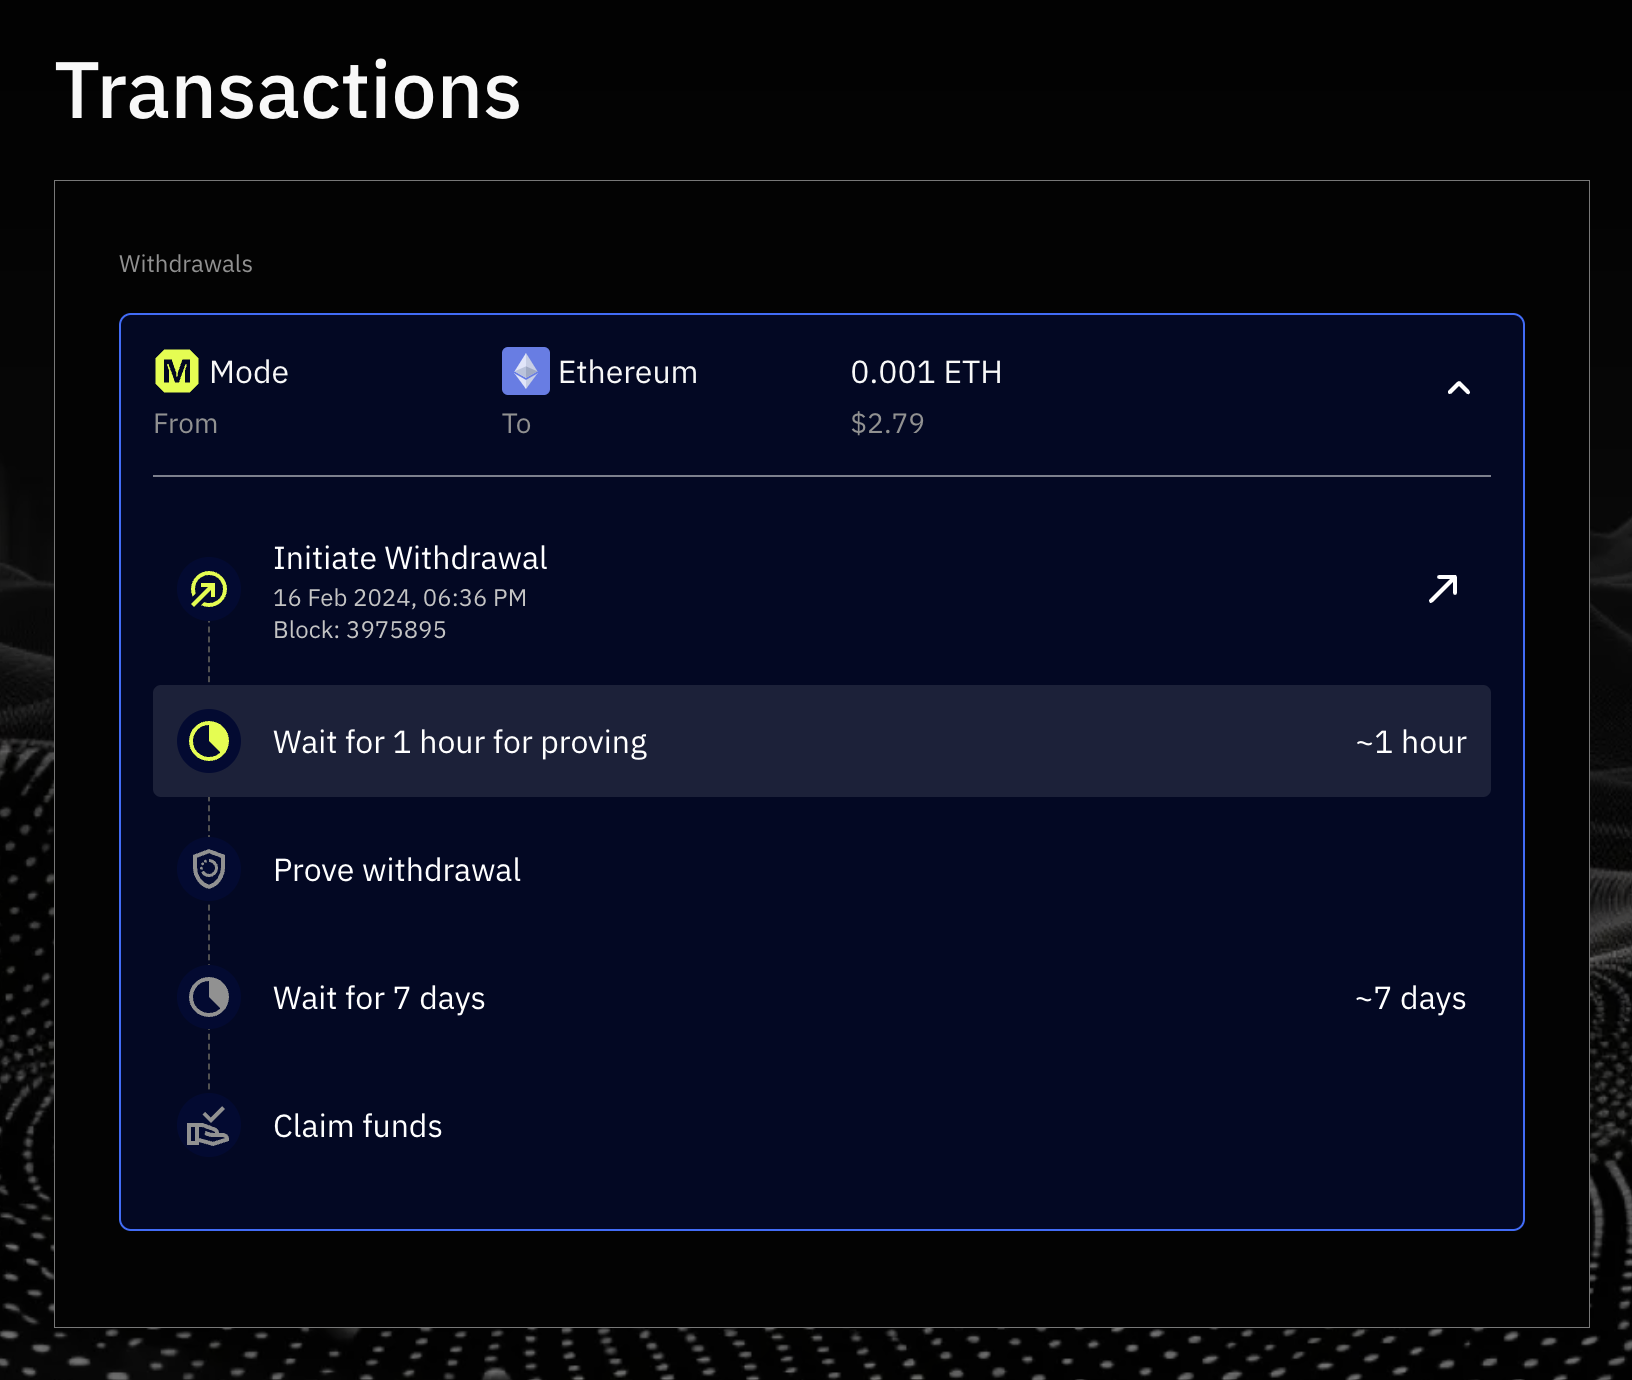 Transactions
Withdrawals
M Mode
From
Ethereum
To
0.001 ETH
$2.79
Initiate Withdrawal
16 Feb 2024, 06:36 PM
Block: 3975895
Wait for 1 hour for proving
~1 hour
Prove withdrawal
Wait for 7 days
~7 days
Claim funds